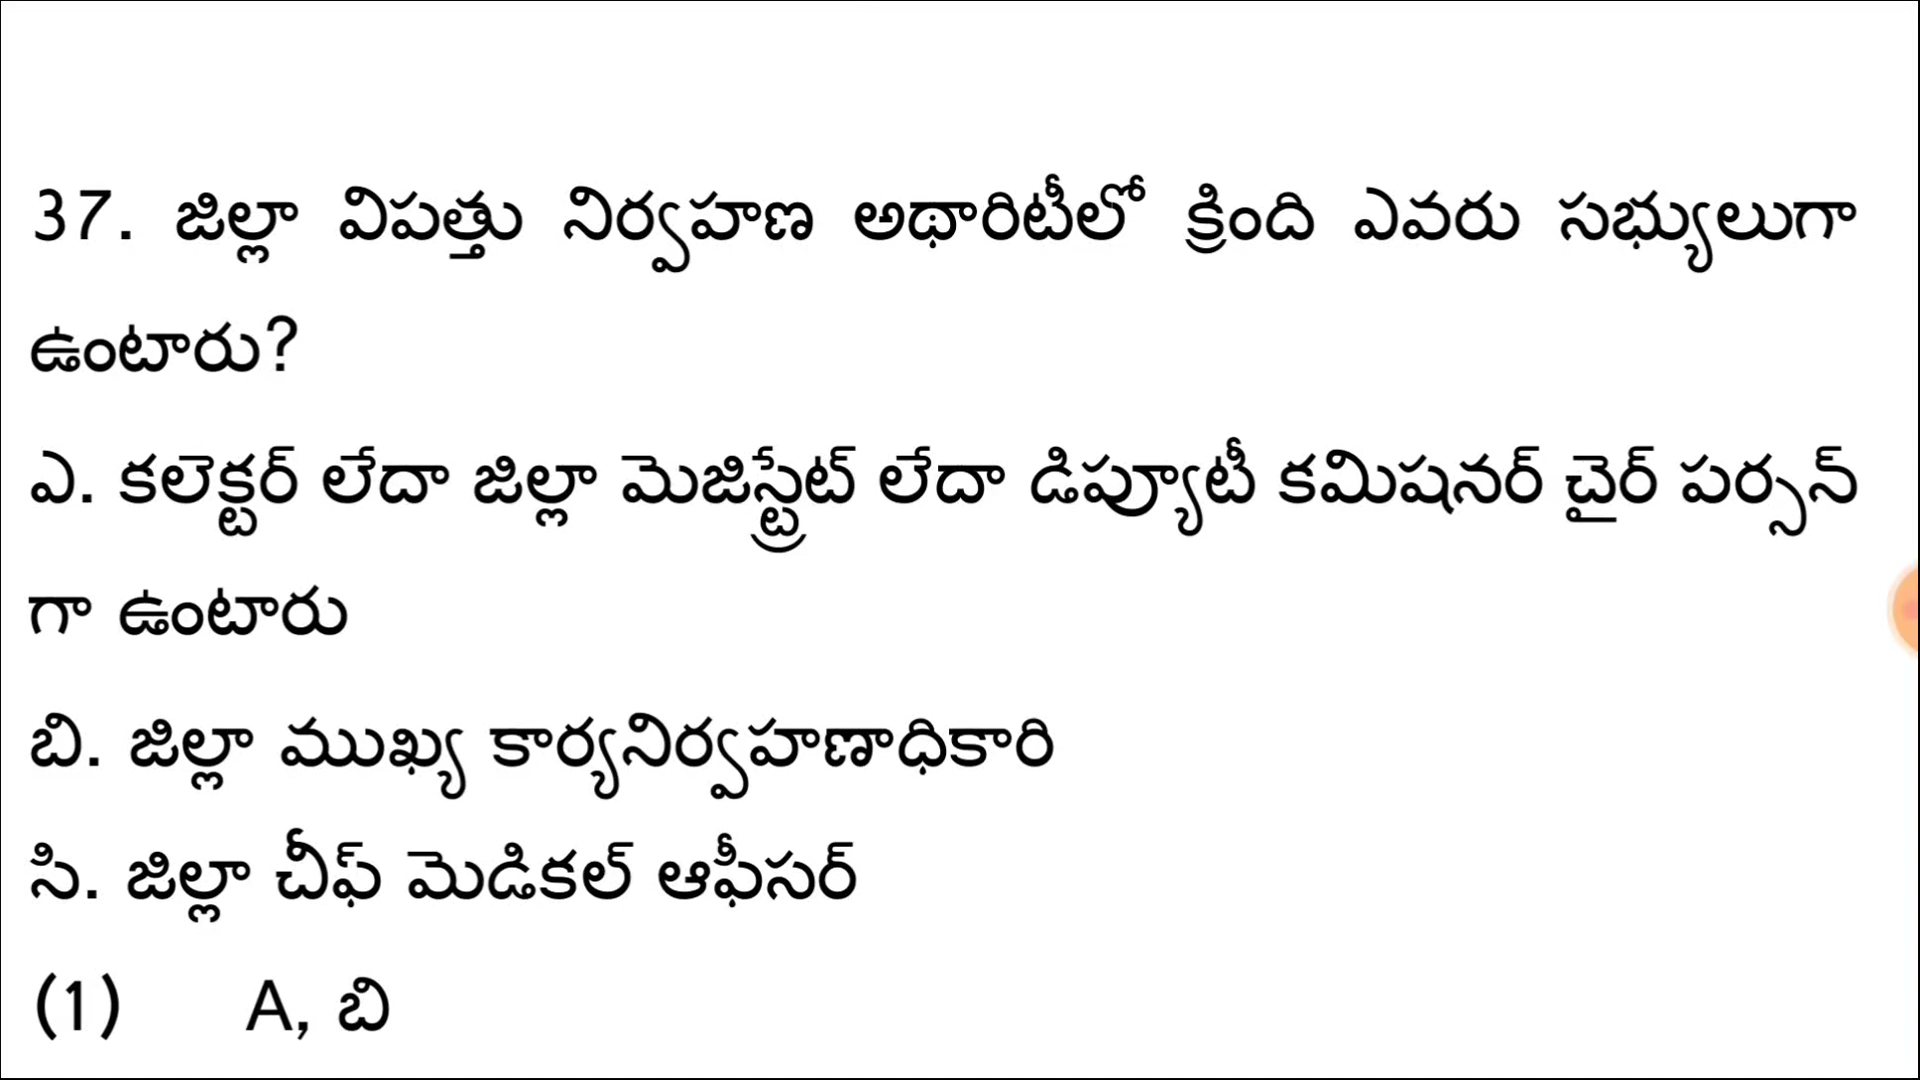 37. జిల్లా విపత్తు నిర్వహణ అథారిటీలో క్రింది ఎవరు సభ్యులుగా
ఉంటారు?
ఎ. కలెక్టర్ లేదా జిల్లా మెజిస్ట్రేట్ లేదా డిప్యూటీ కమిషనర్ చైర్ పర్సన్
గా ఉంటారు
బి. జిల్లా ముఖ్య కార్యనిర్వహణాధికారి
సి. జిల్లా చీఫ్ మెడికల్ ఆఫీసర్
(1) A, బి